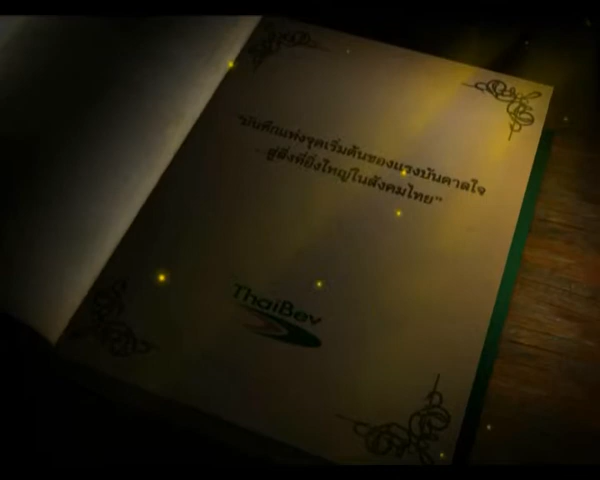 "บันทึกแห่งจุดเริ่มต้นของแรงบันดาลใจ
สู่สิ่งที่ยิ่งใหญ่ในสังคมไทย"
ThaiBev